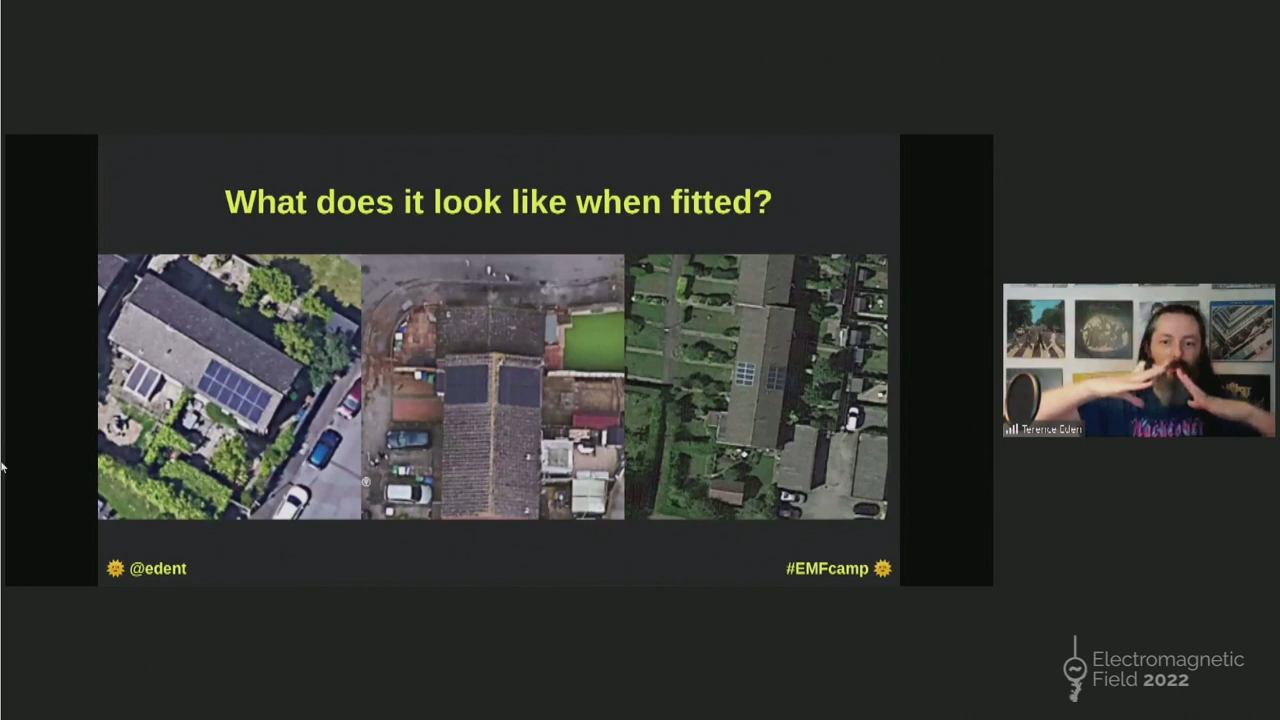 What does it look like when fitted?
Terence Eden
@edent
#EMFcamp
Electromagnetic
Field 2022